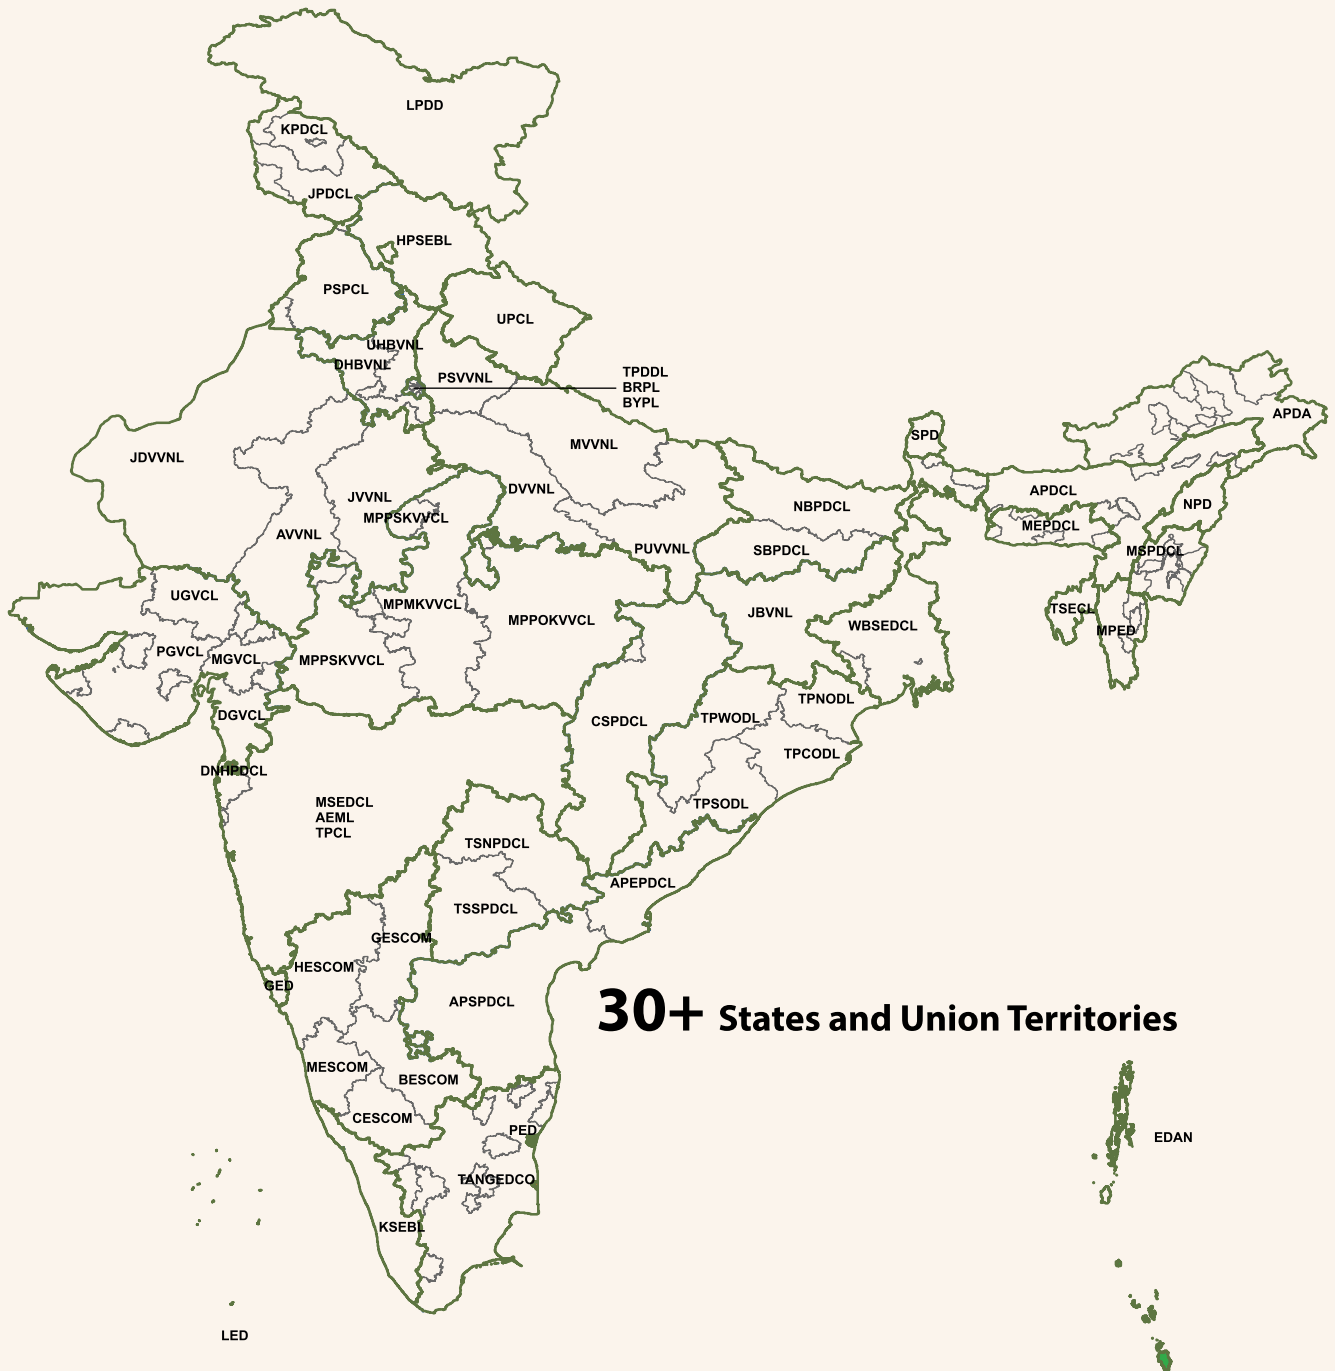 LPDD
KPDCL
JPDCL
HPSEBL
PSPCL
UPCL
UHBVNL
DHBVNL
PSVVNL
TPDDL
BRPL
BYPL
APDA
SPD
MVVNL
JDVVNL
DVVNL
APDCL
JVVNL
NBPDCL
NPD
MPPSKVVCL
MEPDCL
AVVNL
PUVVNL
SBPDCL
MSPDCL
UGVCL
MPMKVVCL
MPPOKVVCL
JBVNL
WBSEDCL
TSECL
MPED
PGVCL
MGVCL
MPPSKVVCL
TPNODL
DGVCL
CSPDCL
TPWODL
TPCODL
DNHPDCL
MSEDCL
AEML
TPCL
TPSODL
TSNPDCL
APEPDCL
TSSPDCL
GESCOM
HESCOM
GED
APSPDCL
30+ States and Union Territories
MESCOM
BESCOM
CESCOM
PED
EDAN
TANGEDCO
KSEBL
LED